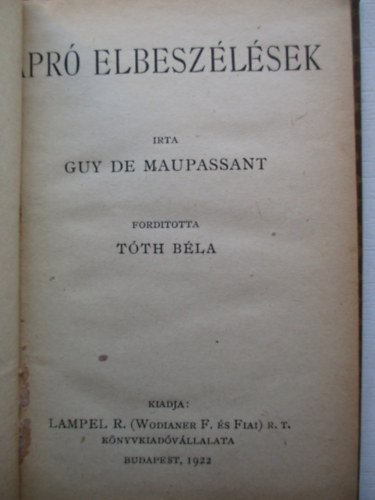 APRÓ ELBESZÉLÉSEK
IRTA
GUY DE MAUPASSANT
FORDITOTTA
TÓTH BÉLA
KIADJA:
LAMPEL R. (WODIANER F. ÉS FIAI) R. T.
KÖNYVKIADÓVÁLLALATA
BUDAPEST, 1922